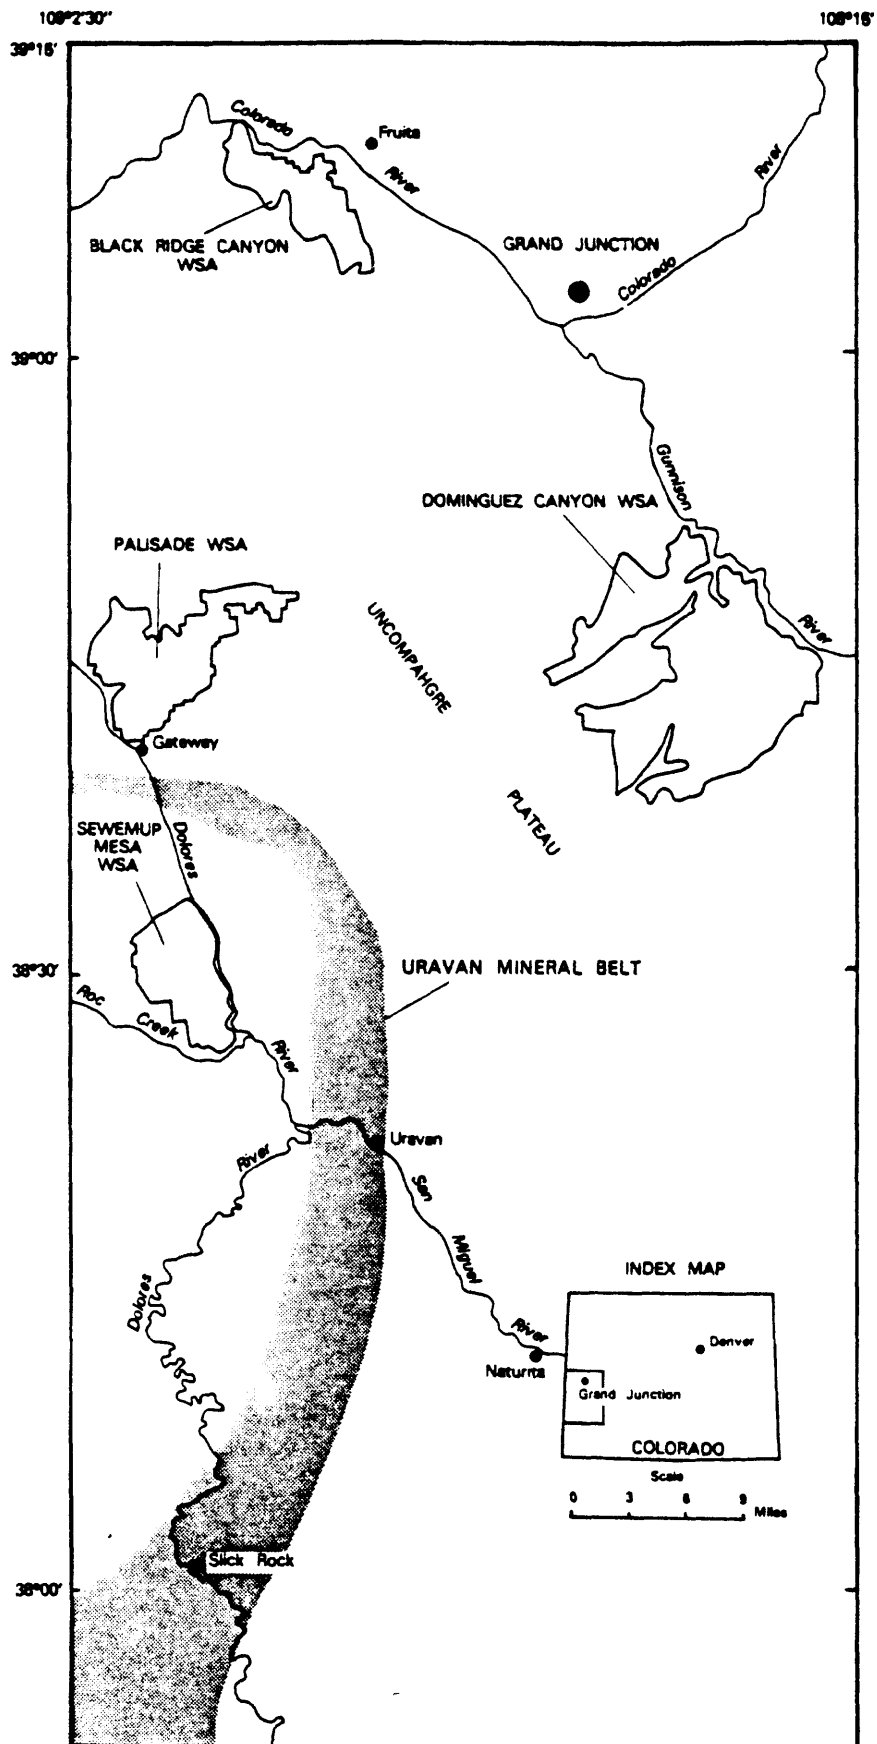 109°2'30"
108°15'
39°15'
Colorado
River
Fruita
River
Colorado
BLACK RIDGE CANYON
WSA
GRAND JUNCTION
39°00'
Gunnison
River
DOMINGUEZ CANYON WSA
PALISADE WSA
UNCOMPAHGRE
PLATEAU
Gateway
SEWEMUP
MESA
WSA
Dolores
River
38°30'
URAVAN MINERAL BELT
Roc
Creek
Uravan
River
Dolores
San
Miguel
River
Naturita
INDEX MAP
Denver
Grand Junction
COLORADO
Scale
0 3 6 9
Miles
Slick Rock
38°00'